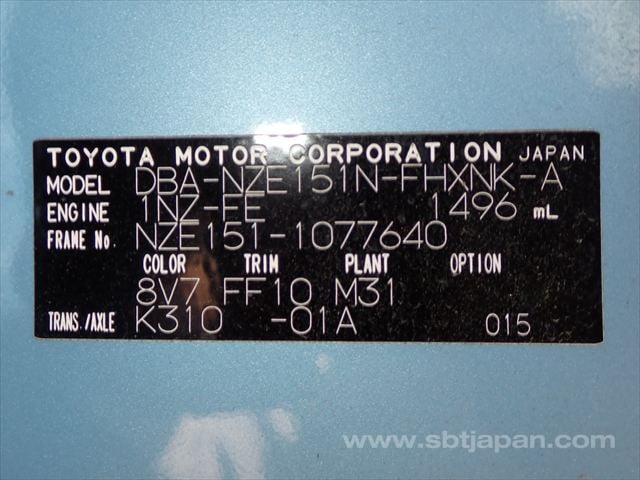 TOYOTA MOTOR CORPORATION JAPAN
MODEL DBA-NZE151N-FHXNK-A
ENGINE 1NZ-FE 1496 mL
FRAME No. NZE151-1077640
COLOR TRIM PLANT OPTION
8V7 FF10 M31
TRANS./AXLE K310 -01A 015
www.sbtjapan.com